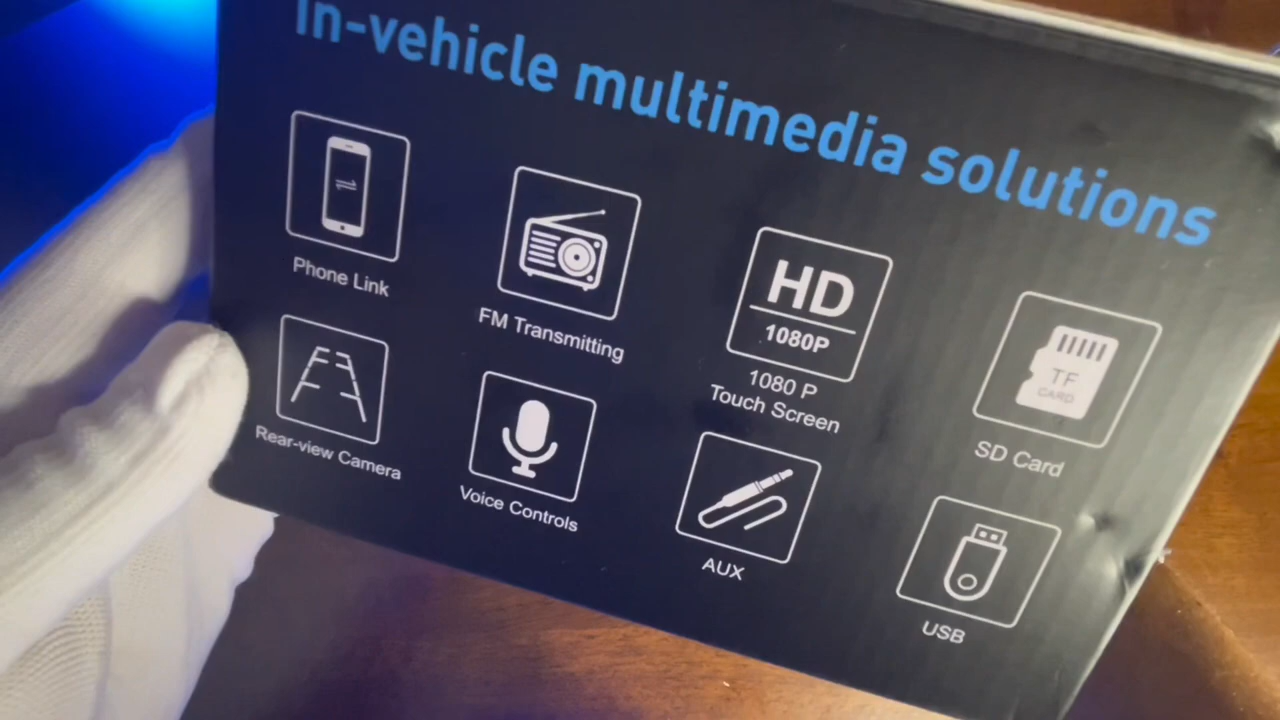 In-vehicle multimedia solutions
Phone Link
FM Transmitting
HD
1080P
1080 P
Touch Screen
TF
CARD
SD Card
Rear-view Camera
Voice Controls
AUX
USB